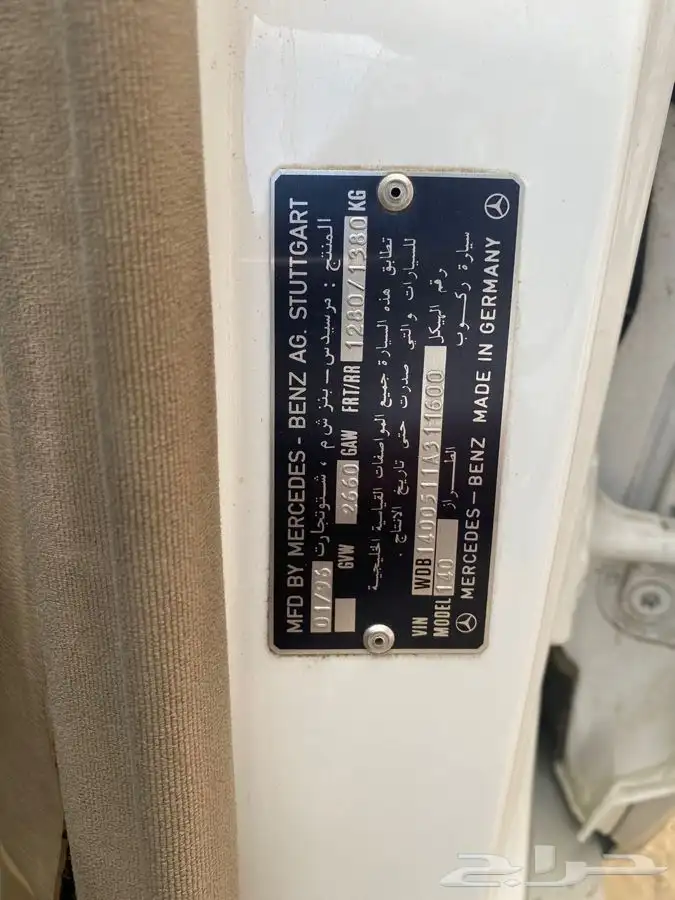 MFD BY MERCEDES - BENZ AG. STUTTGART
المنتج : مرسيدس - بنز ش م ، شتوتجارت
01/96
GVW 2660 GAW FRT/RR 1280/1380 KG
تطابق هذه السيارة جميع المواصفات القياسية الخليجية
للسيارات والتي صدرت حتى تاريخ الانتاج .
VIN WDB1400511A311600 رقم الهيكل
MODEL 140 الطراز سيارة ركوب
MERCEDES - BENZ MADE IN GERMANY
حراج